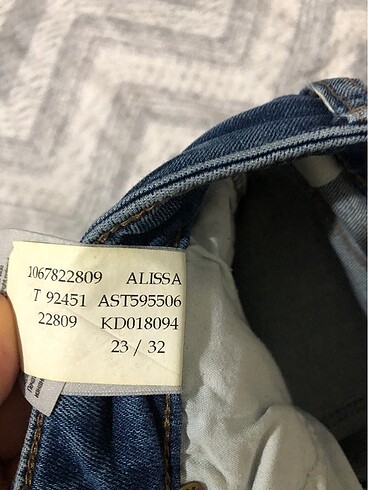 1067822809 ALISSA
T 92451 AST595506
22809 KD018094
23 / 32